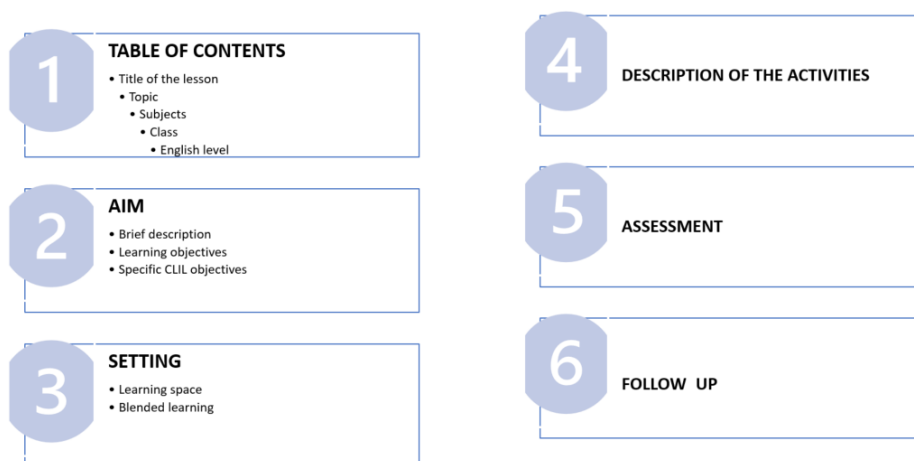 1
TABLE OF CONTENTS
• Title of the lesson
• Topic
• Subjects
• Class
• English level
2
AIM
• Brief description
• Learning objectives
• Specific CLIL objectives
3
SETTING
• Learning space
• Blended learning
4
DESCRIPTION OF THE ACTIVITIES
5
ASSESSMENT
6
FOLLOW UP